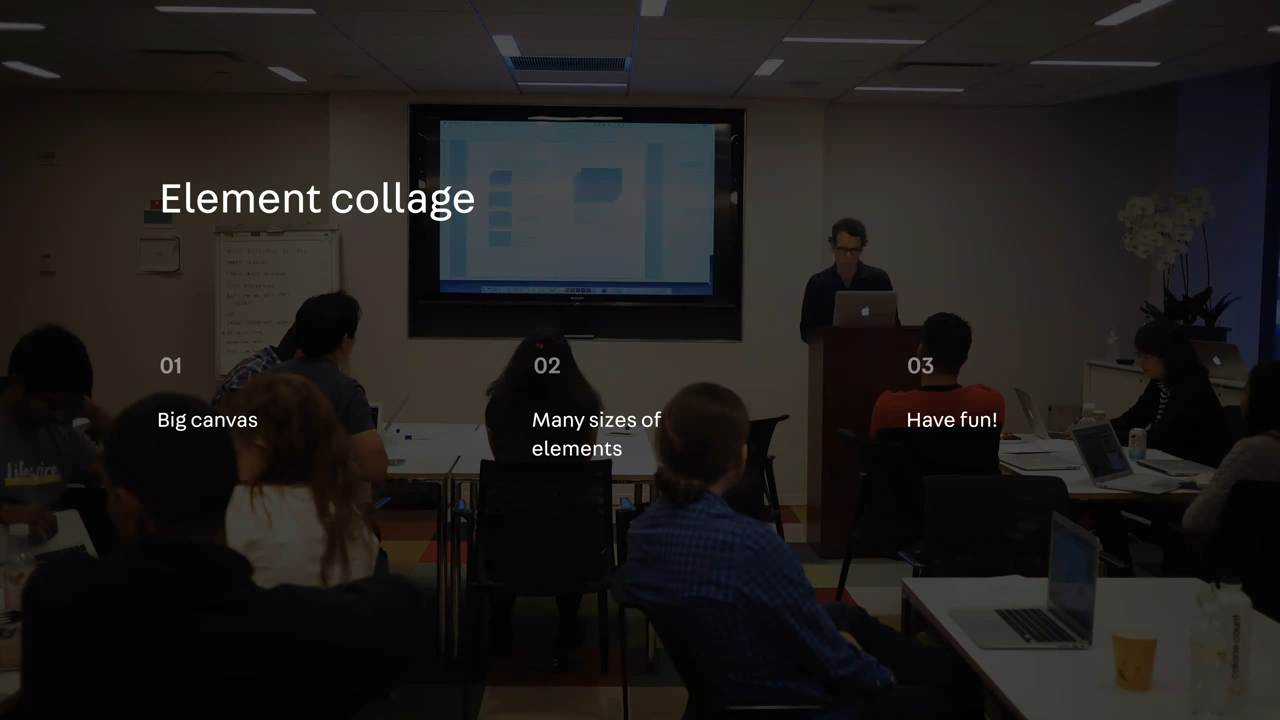 Element collage
01
Big canvas
02
Many sizes of
elements
03
Have fun!